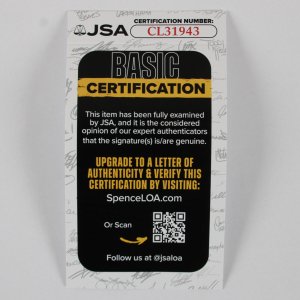 JSA
CERTIFICATION NUMBER:
CL31943
BASIC
CERTIFICATION
This item has been fully examined
by JSA, and it is the considered
opinion of our expert authenticators
that the signature(s) is/are genuine.
UPGRADE TO A LETTER OF
AUTHENTICITY & VERIFY THIS
CERTIFICATION BY VISITING:
SpenceLOA.com
Or Scan
Follow us at @jsaloa